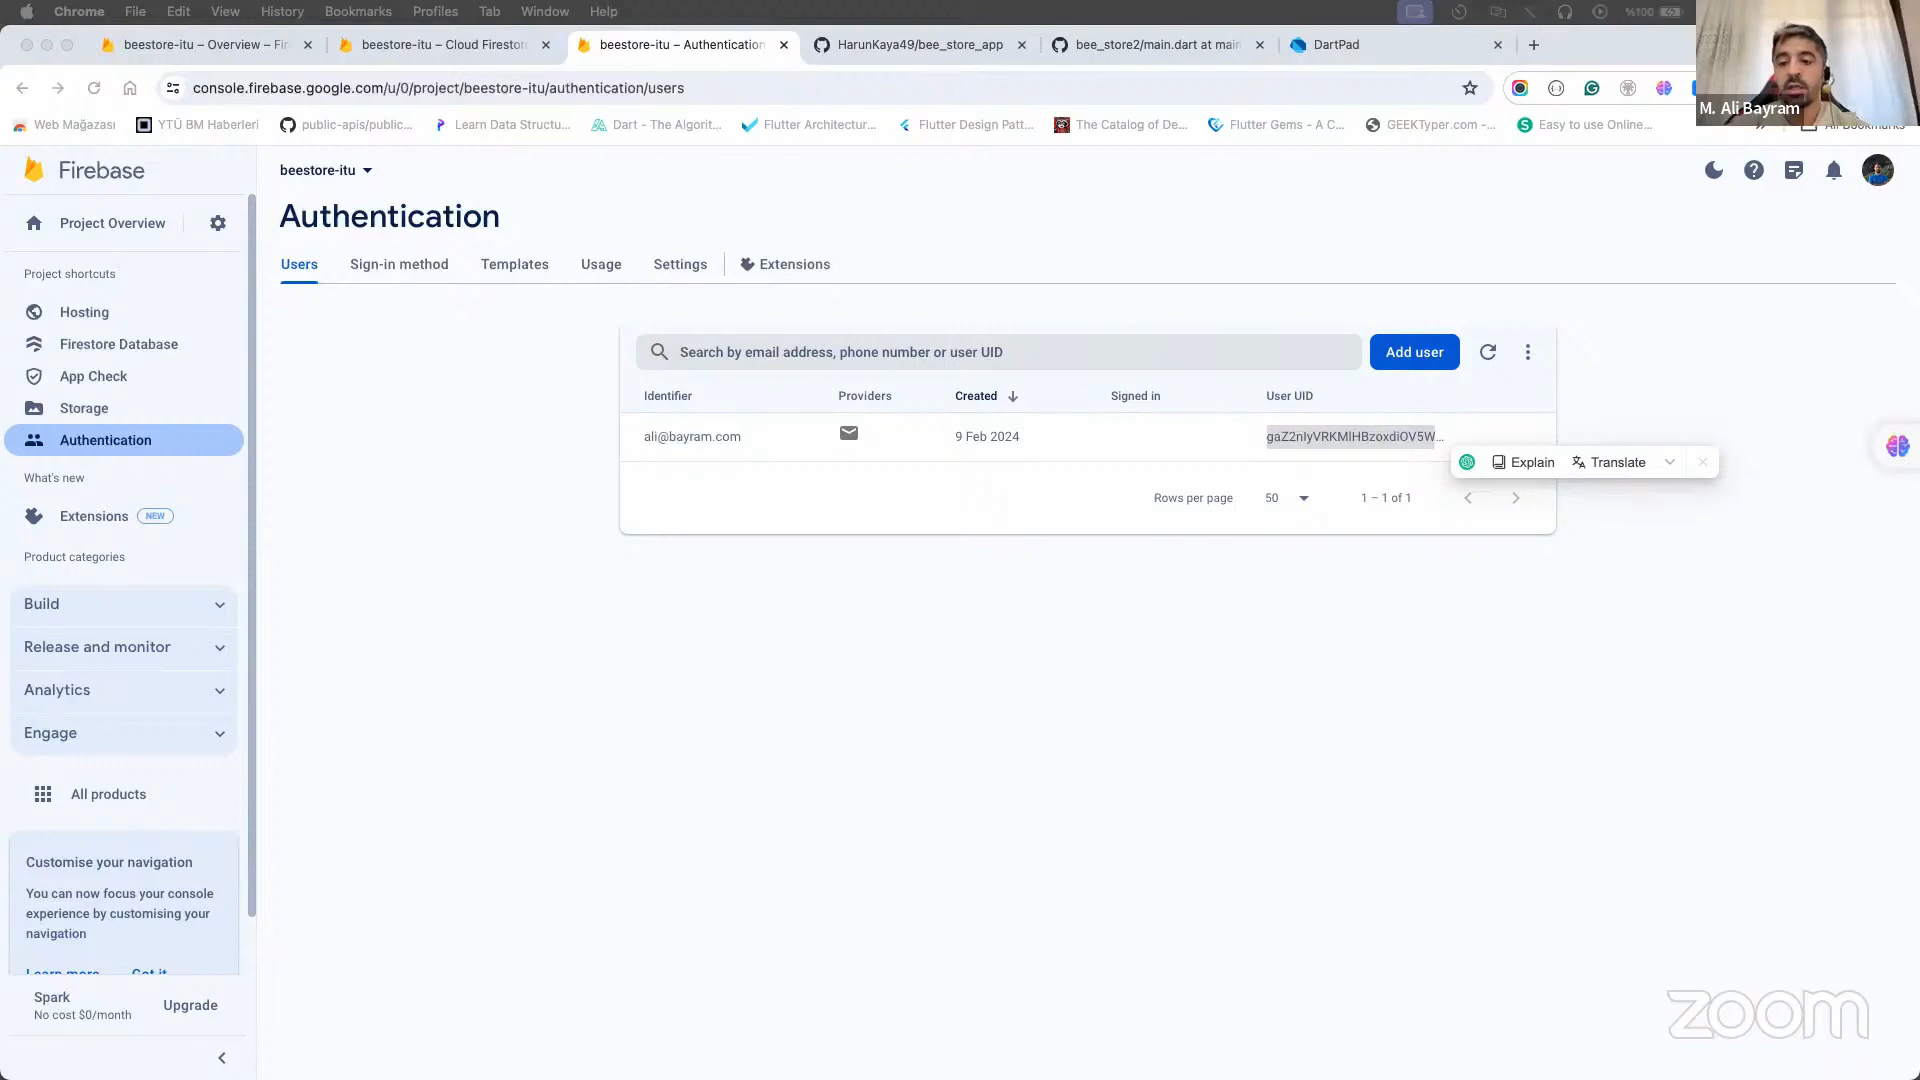 Chrome File Edit View History Bookmarks Profiles Tab Window Help %100
beestore-itu – Overview – Fir beestore-itu – Cloud Firestore beestore-itu – Authentication HarunKaya49/bee_store_app bee_store2/main.dart at main DartPad
console.firebase.google.com/u/0/project/beestore-itu/authentication/users
M. Ali Bayram
Web Mağazası YTÜ BM Haberleri public-apis/public... Learn Data Structu... Dart - The Algorit... Flutter Architectur... Flutter Design Patt... The Catalog of De... Flutter Gems - A C... GEEKTyper.com -... Easy to use Online... All Bookmarks
Firebase
beestore-itu
Authentication
Project Overview
Users Sign-in method Templates Usage Settings Extensions
Project shortcuts
Hosting
Firestore Database
App Check
Storage
Authentication
What's new
Extensions NEW
Product categories
Build
Release and monitor
Analytics
Engage
All products
Customise your navigation
You can now focus your console
experience by customising your
navigation
Learn more Got it
Spark
No cost $0/month
Upgrade
Search by email address, phone number or user UID
Add user
Identifier Providers Created Signed in User UID
ali@bayram.com 9 Feb 2024 gaZ2nIyVRKMlHBzoxdiOV5W...
Explain Translate
Rows per page 50 1 – 1 of 1
zoom